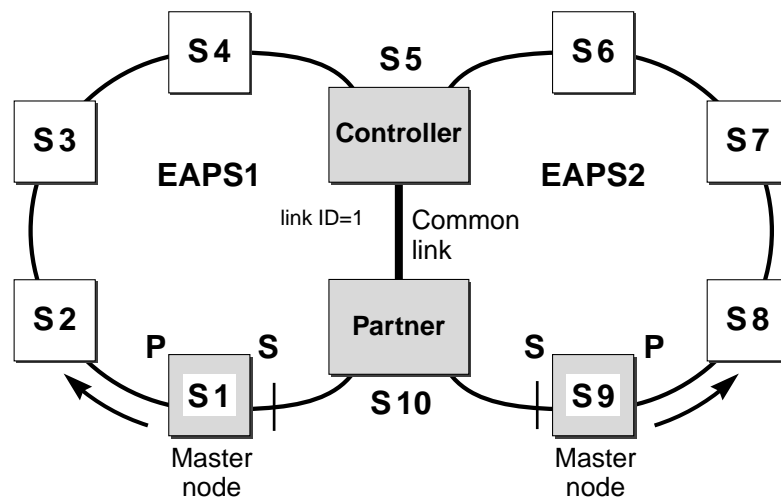 S4
S5
S6
S3
Controller
S7
EAPS1
EAPS2
link ID=1
Common
link
S2
Partner
S8
P
S
S
P
S1
S10
S9
Master
node
Master
node